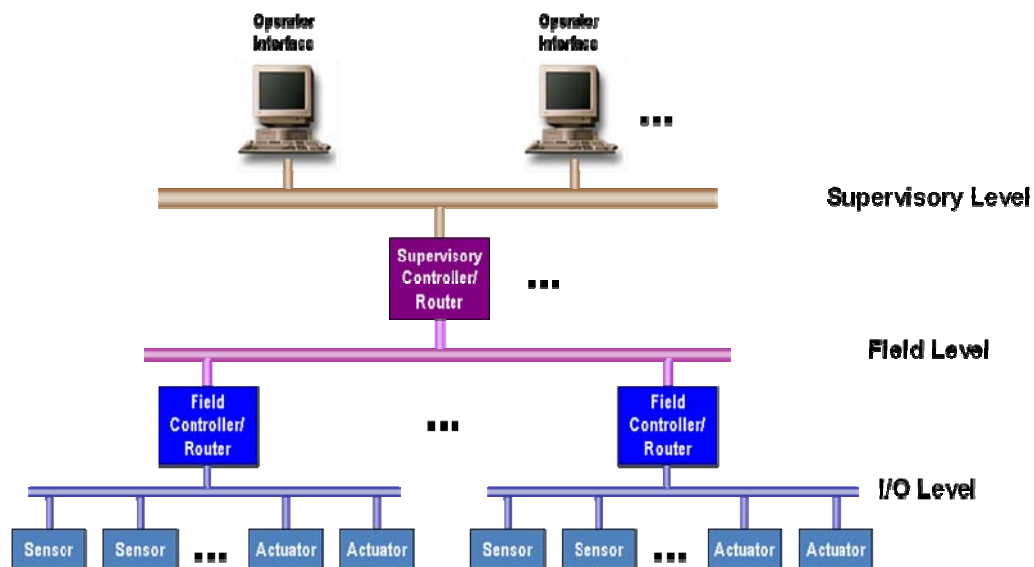 Operator
Interface
Operator
Interface
...
Supervisory Level
Supervisory
Controller/
Router
...
Field Level
Field
Controller/
Router
...
Field
Controller/
Router
I/O Level
Sensor
Sensor
...
Actuator
Actuator
Sensor
Sensor
...
Actuator
Actuator